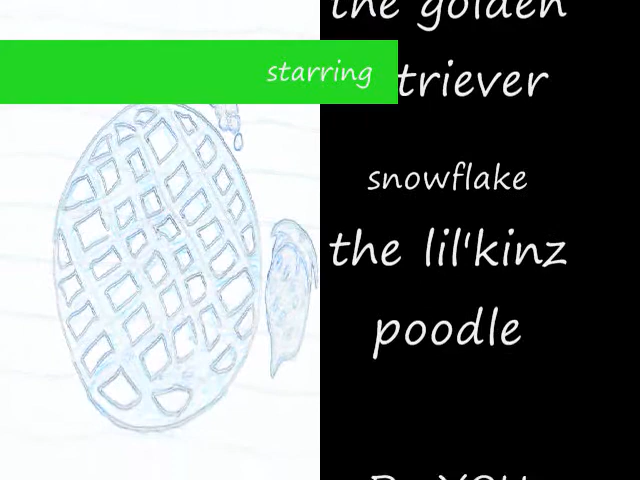 the golden
starring
triever
snowflake
the lil'kinz
poodle